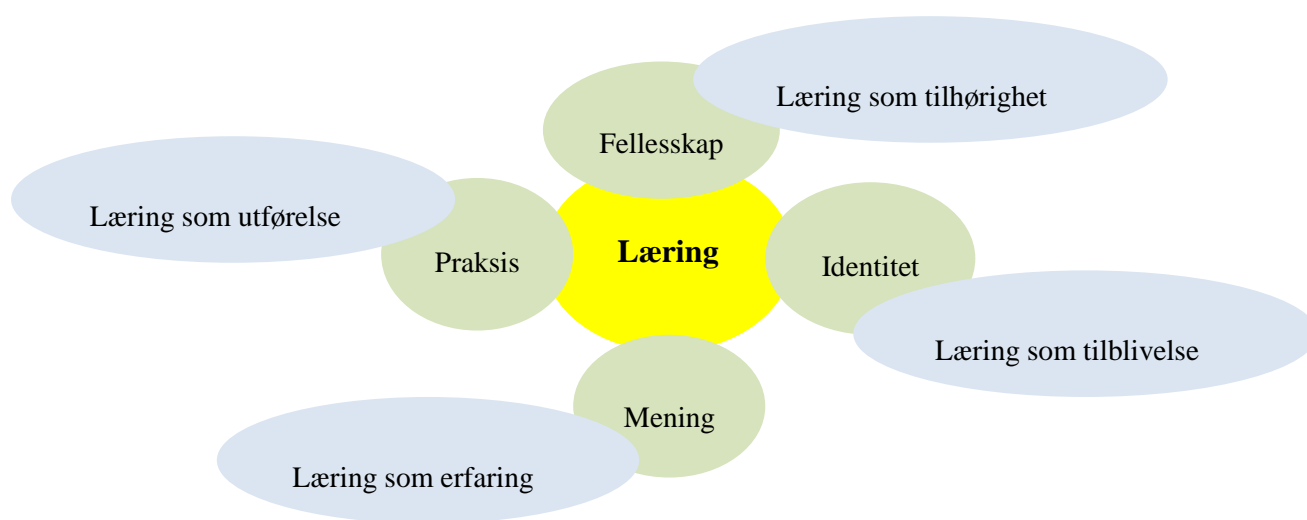 Læring som tilhørighet
Fellesskap
Læring som utførelse
Praksis
Læring
Identitet
Læring som tilblivelse
Mening
Læring som erfaring